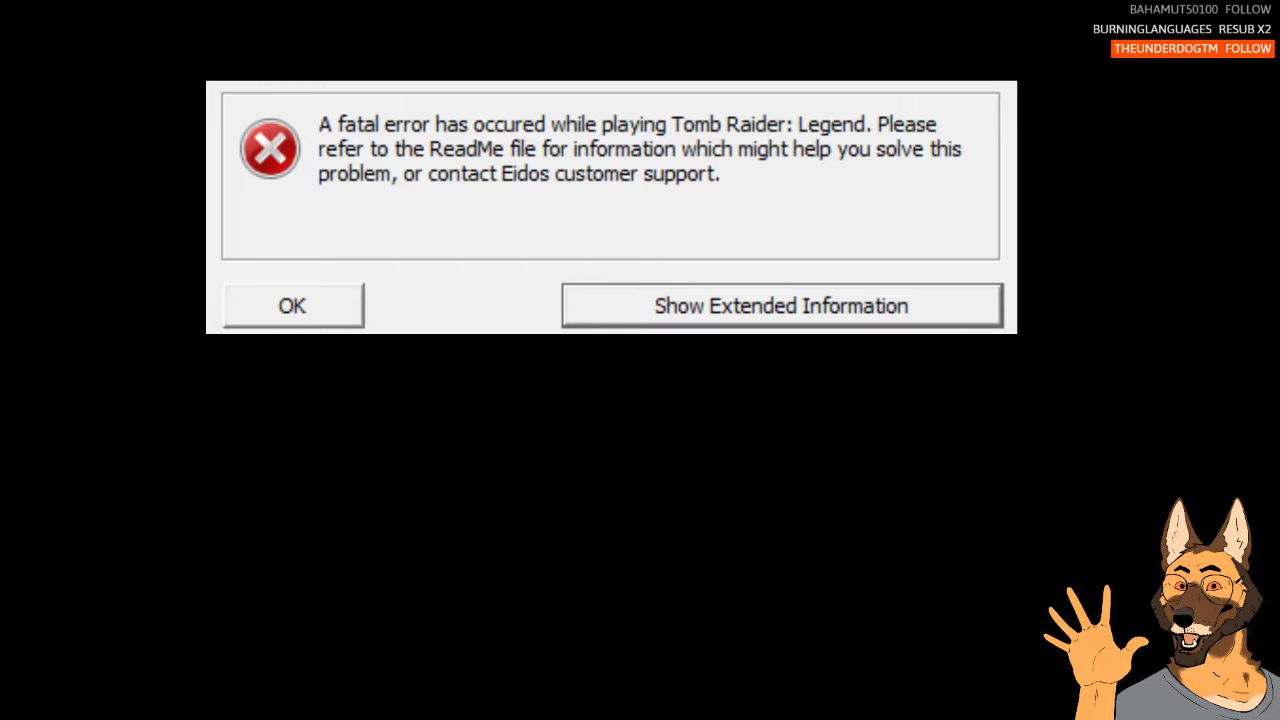 BAHAMUT50100 FOLLOW
BURNINGLANGUAGES RESUB X2
THEUNDERDOGTM FOLLOW
A fatal error has occured while playing Tomb Raider: Legend. Please
refer to the ReadMe file for information which might help you solve this
problem, or contact Eidos customer support.
OK
Show Extended Information